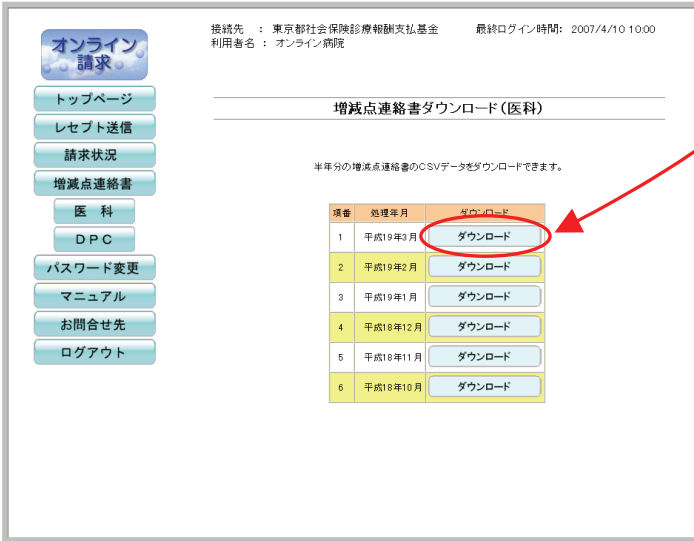 接続先 ： 東京都社会保険診療報酬支払基金 最終ログイン時間： 2007/4/10 10:00
利用者名 ： オンライン病院
オンライン
請求
トップページ
レセプト送信
請求状況
増減点連絡書
医 科
DPC
パスワード変更
マニュアル
お問合せ先
ログアウト
増減点連絡書ダウンロード（医科）
半年分の増減点連絡書のCSVデータをダウンロードできます。
項番 処理年月 ダウンロード
1 平成19年3月 ダウンロード
2 平成19年2月 ダウンロード
3 平成19年1月 ダウンロード
4 平成18年12月 ダウンロード
5 平成18年11月 ダウンロード
6 平成18年10月 ダウンロード